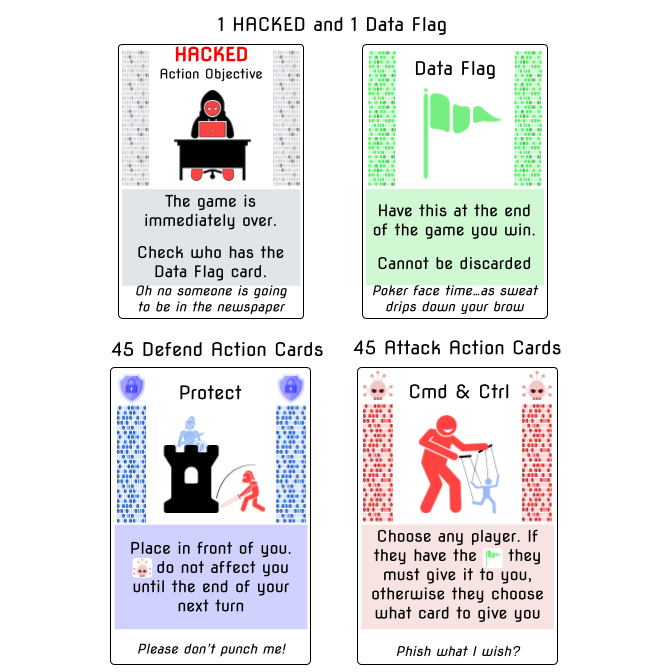 1 HACKED and 1 Data Flag
HACKED
Action Objective
The game is
immediately over.
Check who has the
Data Flag card.
Oh no someone is going
to be in the newspaper
Data Flag
Have this at the end
of the game you win.
Cannot be discarded
Poker face time...as sweat
drips down your brow
45 Defend Action Cards
Protect
Place in front of you.
do not affect you
until the end of your
next turn
Please don't punch me!
45 Attack Action Cards
Cmd & Ctrl
Choose any player. If
they have the they
must give it to you,
otherwise they choose
what card to give you
Phish what I wish?